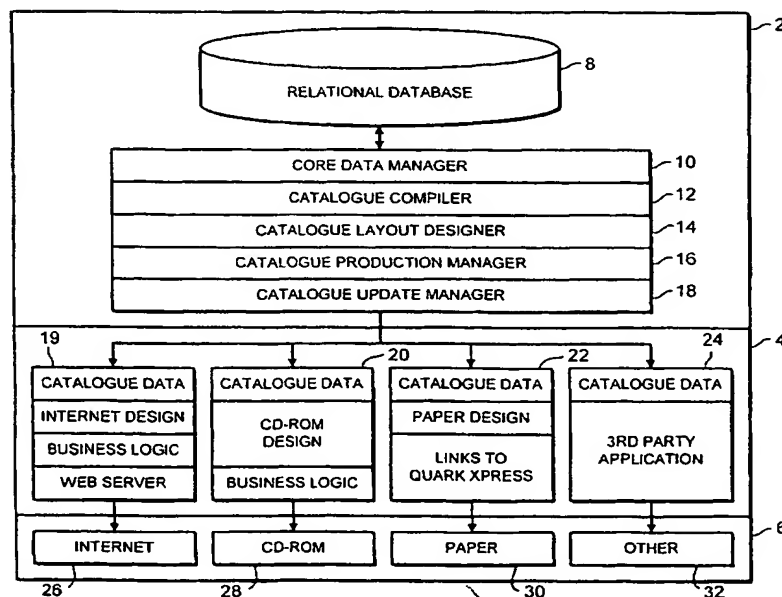 2
8
RELATIONAL DATABASE
CORE DATA MANAGER
10
CATALOGUE COMPILER
12
CATALOGUE LAYOUT DESIGNER
14
CATALOGUE PRODUCTION MANAGER
16
CATALOGUE UPDATE MANAGER
18
4
19
20
22
24
CATALOGUE DATA
INTERNET DESIGN
BUSINESS LOGIC
WEB SERVER
CATALOGUE DATA
CD-ROM
DESIGN
BUSINESS LOGIC
CATALOGUE DATA
PAPER DESIGN
LINKS TO
QUARK XPRESS
CATALOGUE DATA
3RD PARTY
APPLICATION
6
INTERNET
CD-ROM
PAPER
OTHER
26
28
30
32